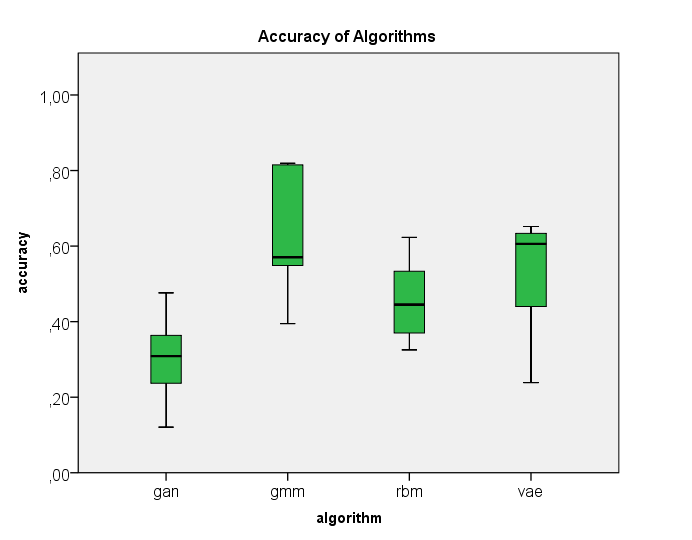 Accuracy of Algorithms
1,00
,80
,60
,40
,20
,00
accuracy
gan gmm rbm vae
algorithm